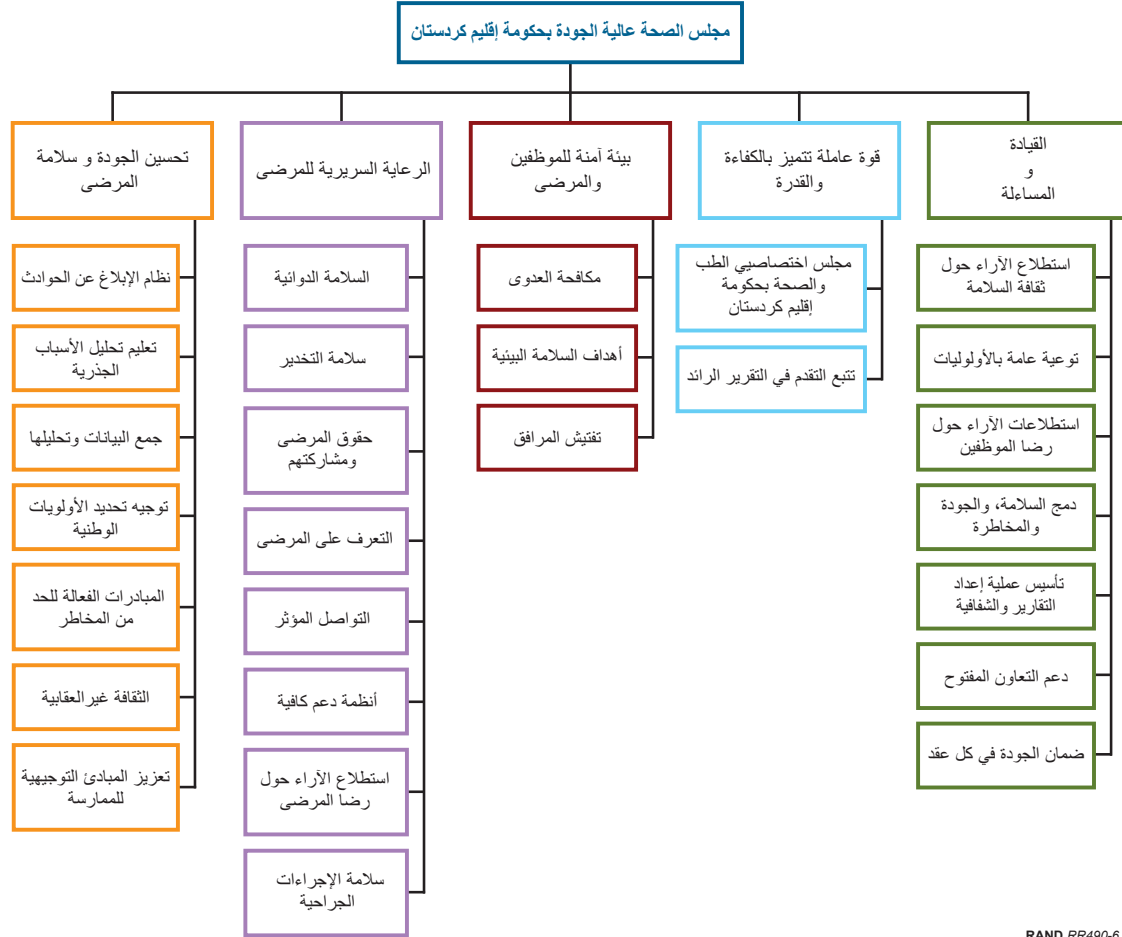 مجلس الصحة عالية الجودة بحكومة إقليم كردستان
القيادة
و
المساءلة
استطلاع الآراء حول
ثقافة السلامة
توعية عامة بالأولوليات
استطلاعات الآراء حول
رضا الموظفين
دمج السلامة، والجودة
والمخاطرة
تأسيس عملية إعداد
التقارير والشفافية
دعم التعاون المفتوح
ضمان الجودة في كل عقد
قوة عاملة تتميز بالكفاءة
والقدرة
مجلس اختصاصيي الطب
والصحة بحكومة
إقليم كردستان
تتبع التقدم في التقرير الرائد
بيئة آمنة للموظفين
والمرضى
مكافحة العدوى
أهداف السلامة البيئية
تفتيش المرافق
الرعاية السريرية للمرضى
السلامة الدوائية
سلامة التخدير
حقوق المرضى
ومشاركتهم
التعرف على المرضى
التواصل المؤثر
أنظمة دعم كافية
استطلاع الآراء حول
رضا المرضى
سلامة الإجراءات
الجراحية
تحسين الجودة و سلامة
المرضى
نظام الإبلاغ عن الحوادث
تعليم تحليل الأسباب
الجذرية
جمع البيانات وتحليلها
توجيه تحديد الأولويات
الوطنية
المبادرات الفعالة للحد
من المخاطر
الثقافة غير العقابية
تعزيز المبادئ التوجيهية
للممارسة
RAND RR490-6